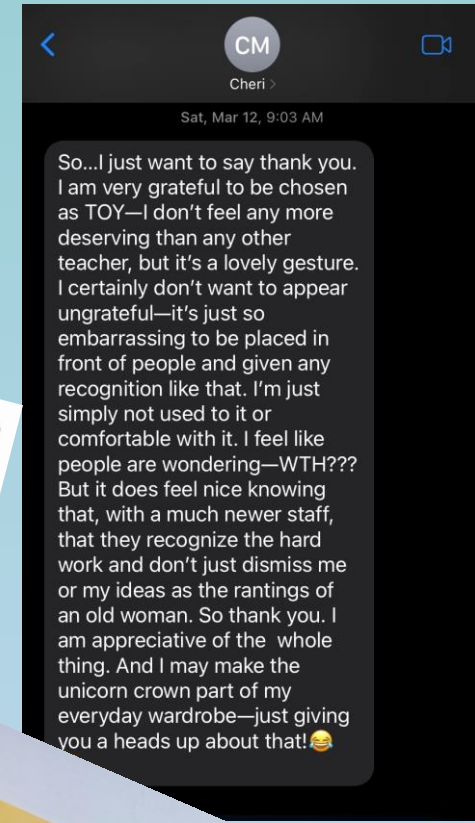 CM
Cheri >
Sat, Mar 12, 9:03 AM
So...I just want to say thank you.
I am very grateful to be chosen
as TOY—I don't feel any more
deserving than any other
teacher, but it's a lovely gesture.
I certainly don't want to appear
ungrateful—it's just so
embarrassing to be placed in
front of people and given any
recognition like that. I'm just
simply not used to it or
comfortable with it. I feel like
people are wondering—WTH???
But it does feel nice knowing
that, with a much newer staff,
that they recognize the hard
work and don't just dismiss me
or my ideas as the rantings of
an old woman. So thank you. I
am appreciative of the whole
thing. And I may make the
unicorn crown part of my
everyday wardrobe—just giving
you a heads up about that!😂